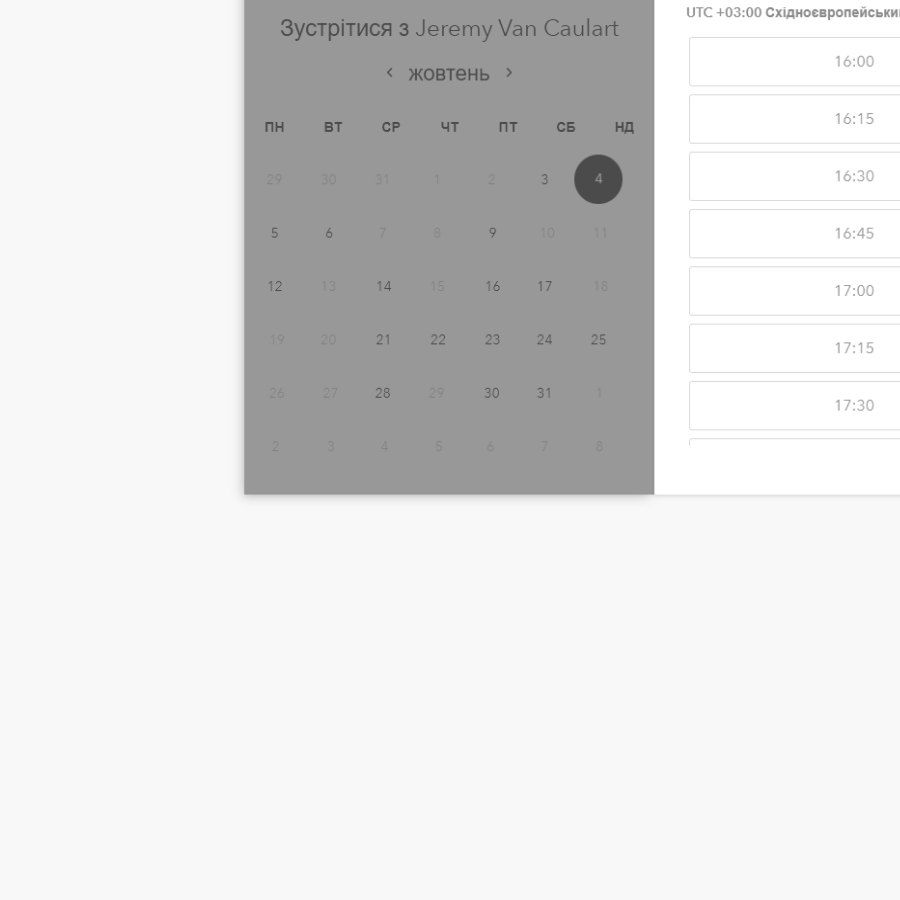 Зустрітися з Jeremy Van Caulart
жовтень
ПН ВТ СР ЧТ ПТ СБ НД
29 30 31 1 2 3 4
5 6 7 8 9 10 11
12 13 14 15 16 17 18
19 20 21 22 23 24 25
26 27 28 29 30 31 1
2 3 4 5 6 7 8
UTC +03:00 Східноєвропейськи
16:00
16:15
16:30
16:45
17:00
17:15
17:30